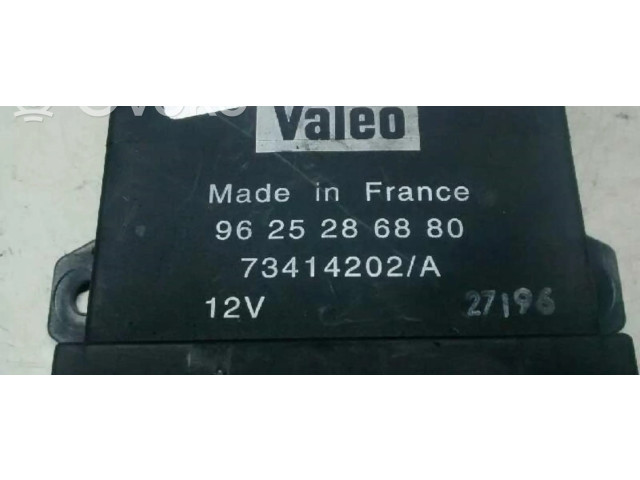 Valeo
Made in France
96 25 28 68 80
73414202/A
12V 27196